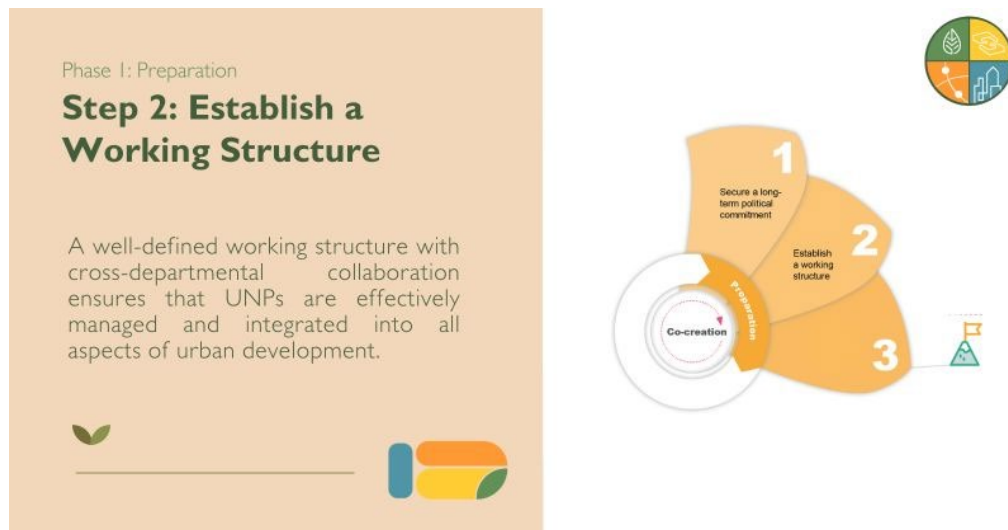 Phase 1: Preparation
Step 2: Establish a
Working Structure
A well-defined working structure with
cross-departmental collaboration
ensures that UNPs are effectively
managed and integrated into all
aspects of urban development.
1
Secure a long-
term political
commitment
2
Establish
a working
structure
3
Preparation
Co-creation